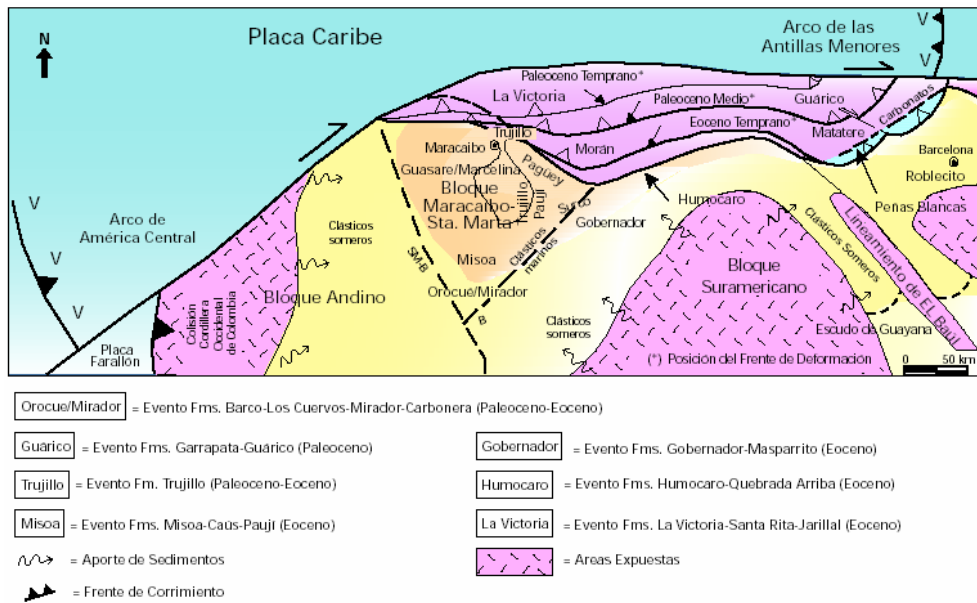 N
Placa Caribe
Arco de las
Antillas Menores
V
V
Paleoceno Temprano*
La Victoria
Paleoceno Medio*
Guárico
Carbonatos
Eoceno Temprano*
Matatere
Trujillo
Maracaibo
Morán
Barcelona
Guasare/Marcelina
Pagüey
Roblecito
Bloque
Maracaibo-
Sta. Marta
Trujillo
Paují
Surco
Gobernador
Humocaro
Peñas Blancas
V
V
Arco de
América Central
Clásticos
someros
Clásticos
marinos
Clásticos Someros
Lineamiento de EL Baúl
Misoa
SM-B
Bloque
Suramericano
Bloque Andino
Orocue/Mirador
B
Colisión
Cordillera
Occidental
de Colombia
Clásticos
someros
Escudo de Guayana
Placa
Farallón
(*) Posición del Frente de Deformación
0 50 km
Orocue/Mirador = Evento Fms. Barco-Los Cuervos-Mirador-Carbonera (Paleoceno-Eoceno)
Guárico = Evento Fms. Garrapata-Guárico (Paleoceno)
Gobernador = Evento Fms. Gobernador-Masparrito (Eoceno)
Trujillo = Evento Fm. Trujillo (Paleoceno-Eoceno)
Humocaro = Evento Fms. Humocaro-Quebrada Arriba (Eoceno)
Misoa = Evento Fms. Misoa-Caús-Paují (Eoceno)
La Victoria = Evento Fms. La Victoria-Santa Rita-Jarillal (Eoceno)
= Aporte de Sedimentos
= Areas Expuestas
= Frente de Corrimiento